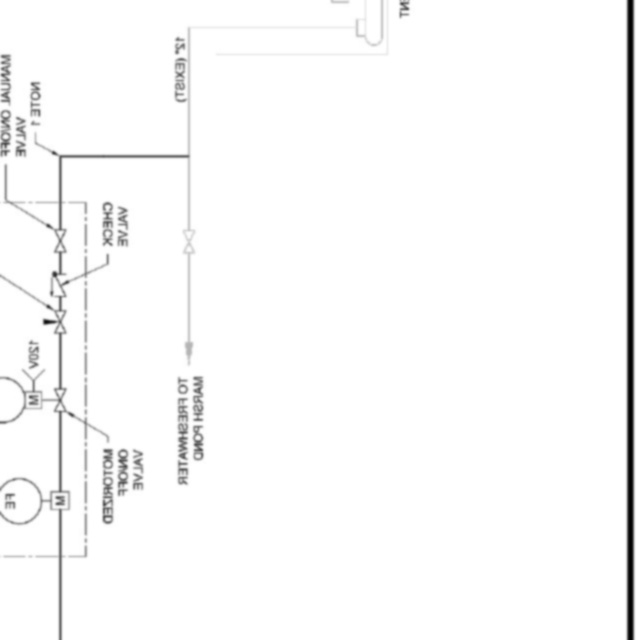 NT
12" (EXIST)
NOTE 1
MANUAL ON/OFF
VALVE
CHECK
VALVE
120V
M
TO FRESHWATER
MARSH POND
MOTORIZED
ON/OFF
VALVE
FE
M